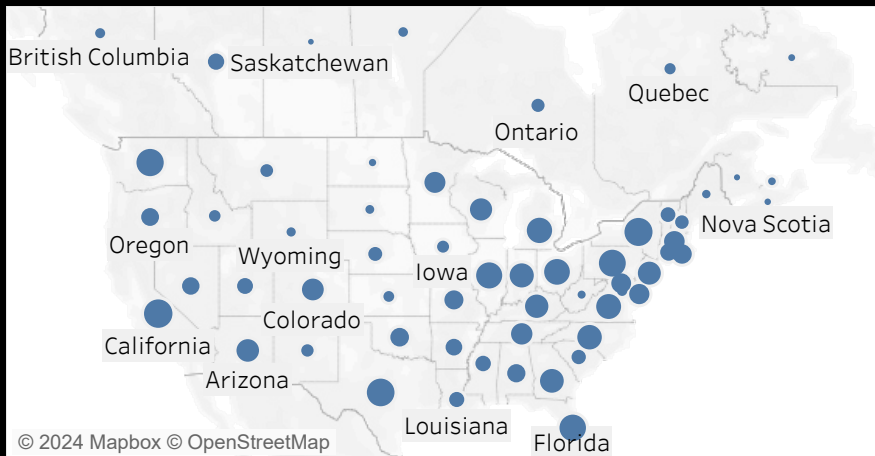 British Columbia
Saskatchewan
Quebec
Ontario
Nova Scotia
Oregon
Wyoming
Iowa
Colorado
California
Arizona
Louisiana
Florida
© 2024 Mapbox © OpenStreetMap